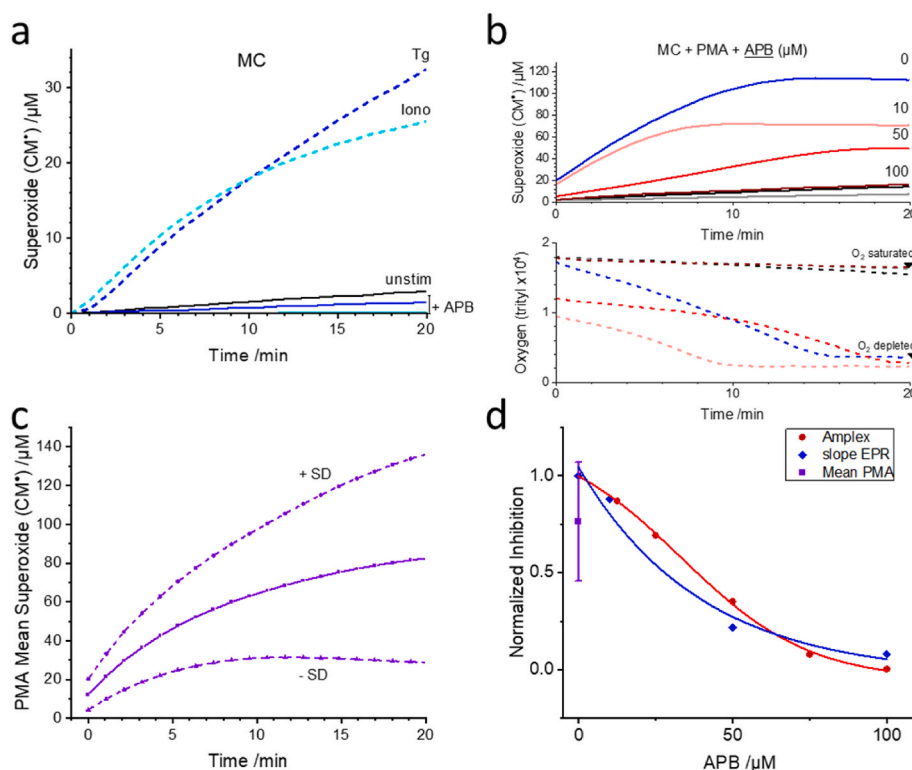 a
MC
Superoxide (CM•) /µM
30
20
10
0
Tg
Iono
unstim
+ APB
0 5 10 15 20
Time /min
b
MC + PMA + APB (µM)
Superoxide (CM•) /µM
120
100
80
60
40
20
0
0
10
50
100
0 10 20
Time /min
Oxygen (trityl x10⁴)
2
1
0
O₂ saturated
O₂ depleted
0 10 20
Time /min
c
PMA Mean Superoxide (CM•) /µM
140
120
100
80
60
40
20
0
+ SD
- SD
0 5 10 15 20
Time /min
d
Normalized Inhibition
1.0
0.5
0.0
Amplex
slope EPR
Mean PMA
0 50 100
APB /µM